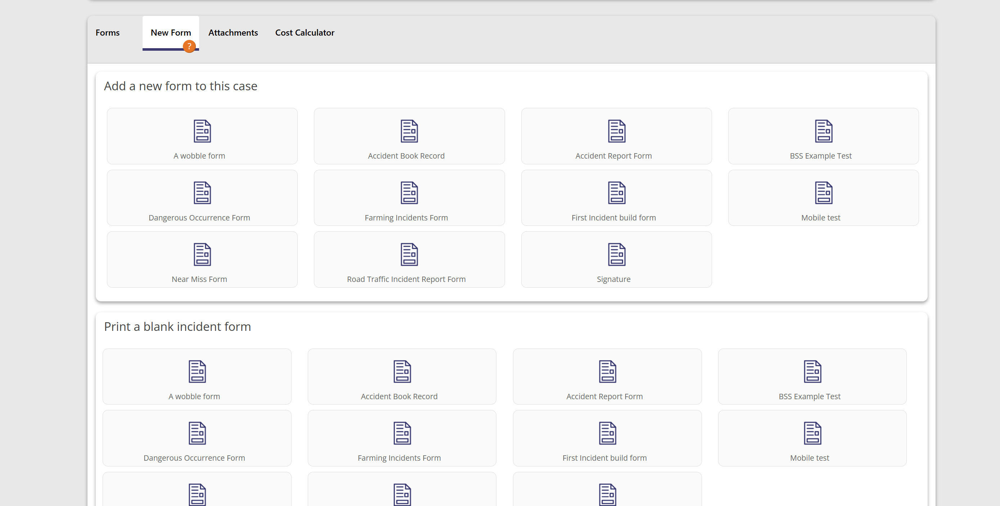 Forms New Form Attachments Cost Calculator
?
Add a new form to this case
A wobble form Accident Book Record Accident Report Form BSS Example Test
Dangerous Occurrence Form Farming Incidents Form First Incident build form Mobile test
Near Miss Form Road Traffic Incident Report Form Signature
Print a blank incident form
A wobble form Accident Book Record Accident Report Form BSS Example Test
Dangerous Occurrence Form Farming Incidents Form First Incident build form Mobile test